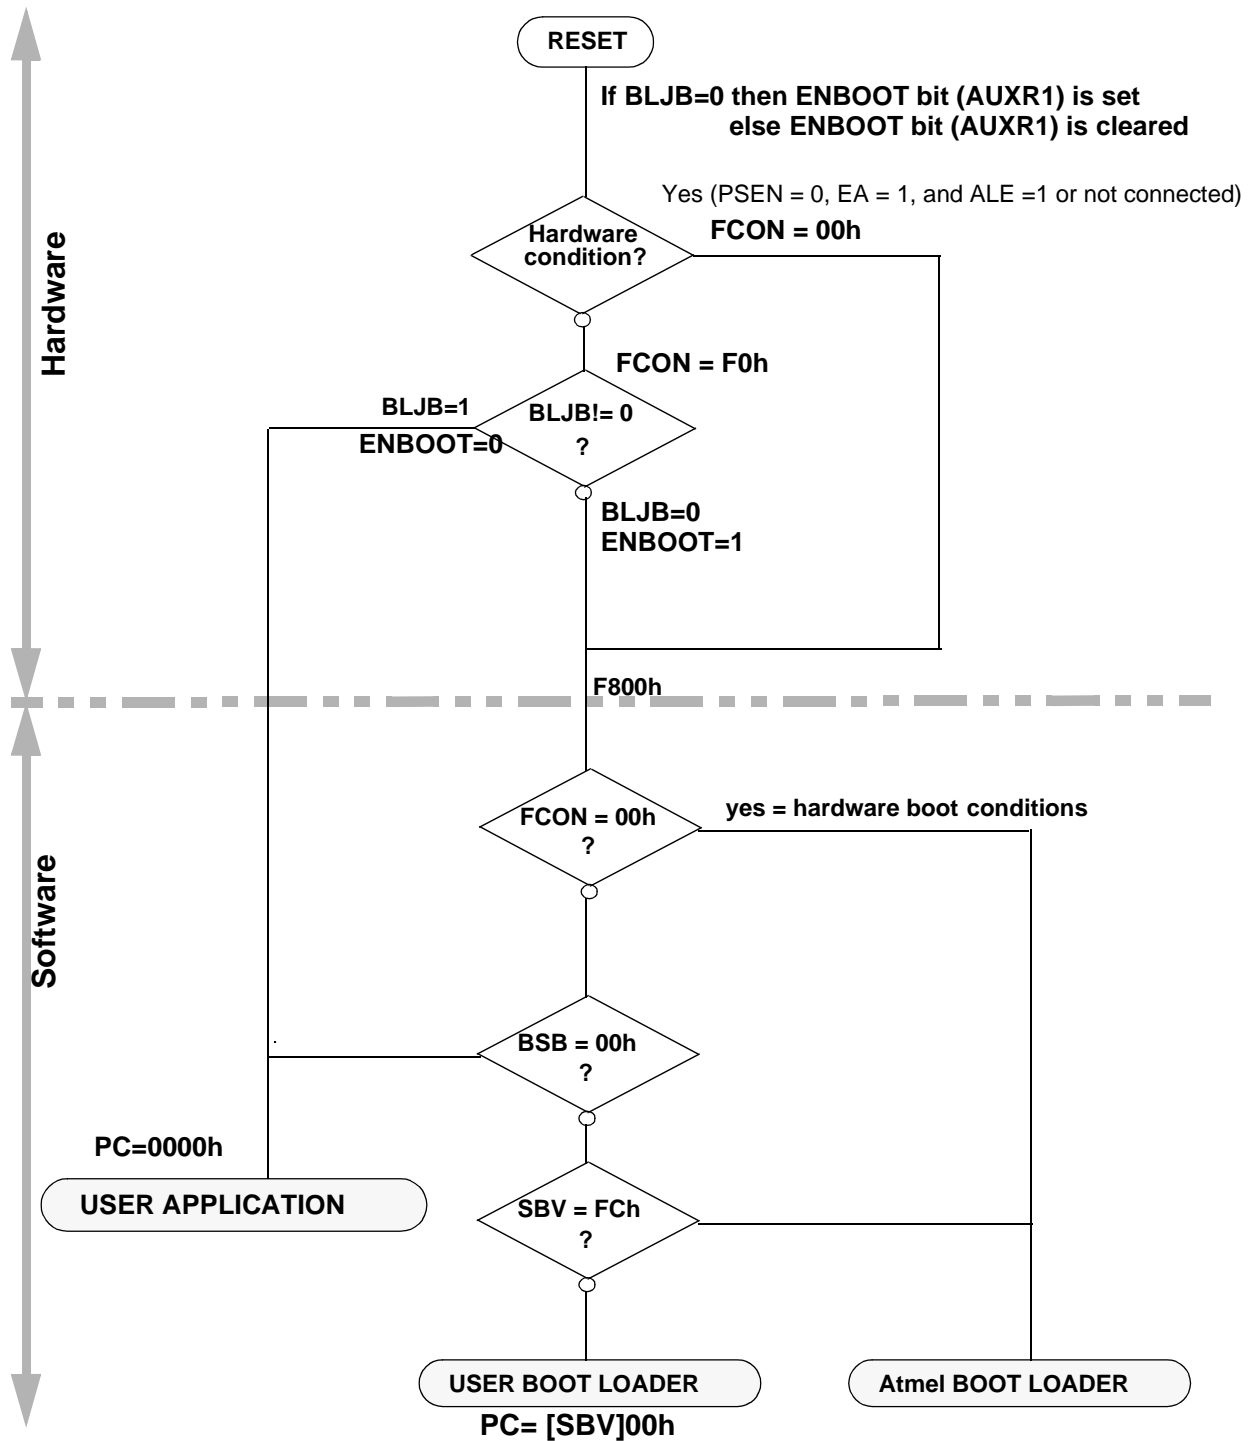 RESET
If BLJB=0 then ENBOOT bit (AUXR1) is set
else ENBOOT bit (AUXR1) is cleared
Yes (PSEN = 0, EA = 1, and ALE =1 or not connected)
FCON = 00h
Hardware
condition?
Hardware
FCON = F0h
BLJB=1
ENBOOT=0
BLJB!= 0
?
BLJB=0
ENBOOT=1
F800h
FCON = 00h
?
yes = hardware boot conditions
Software
BSB = 00h
?
PC=0000h
USER APPLICATION
SBV = FCh
?
USER BOOT LOADER
PC= [SBV]00h
Atmel BOOT LOADER